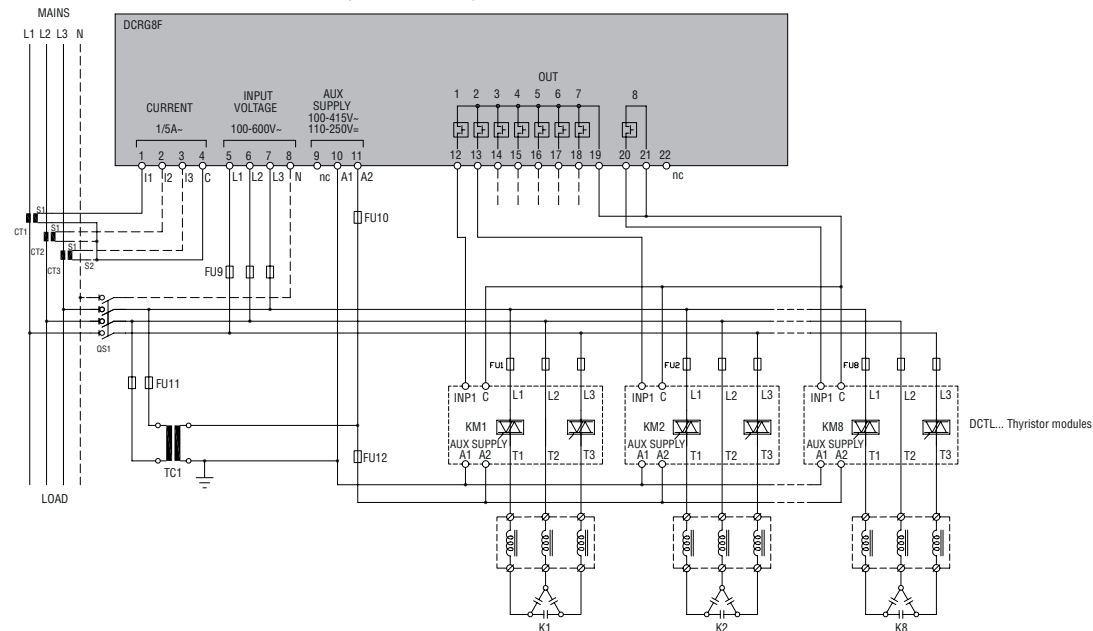 MAINS
L1 L2 L3 N
DCRG8F
CURRENT
1/5A~
INPUT
VOLTAGE
100-600V~
AUX
SUPPLY
100-415V~
110-250V=
OUT
1 2 3 4 5 6 7 8
1 2 3 4 5 6 7 8 9 10 11 12 13 14 15 16 17 18 19 20 21 22
I1 I2 I3 C L1 L2 L3 N nc A1 A2 nc
S1
CT1
S1
CT2
S1
CT3
S2
FU10
FU9
QS1
FU11
FU12
TC1
LOAD
FU1
INP1 C L1 L2 L3
KM1
AUX SUPPLY
A1 A2 T1 T2 T3
K1
FU2
INP1 C L1 L2 L3
KM2
AUX SUPPLY
A1 A2 T1 T2 T3
K2
FU8
INP1 C L1 L2 L3
KM8
AUX SUPPLY
A1 A2 T1 T2 T3
K8
DCTL... Thyristor modules